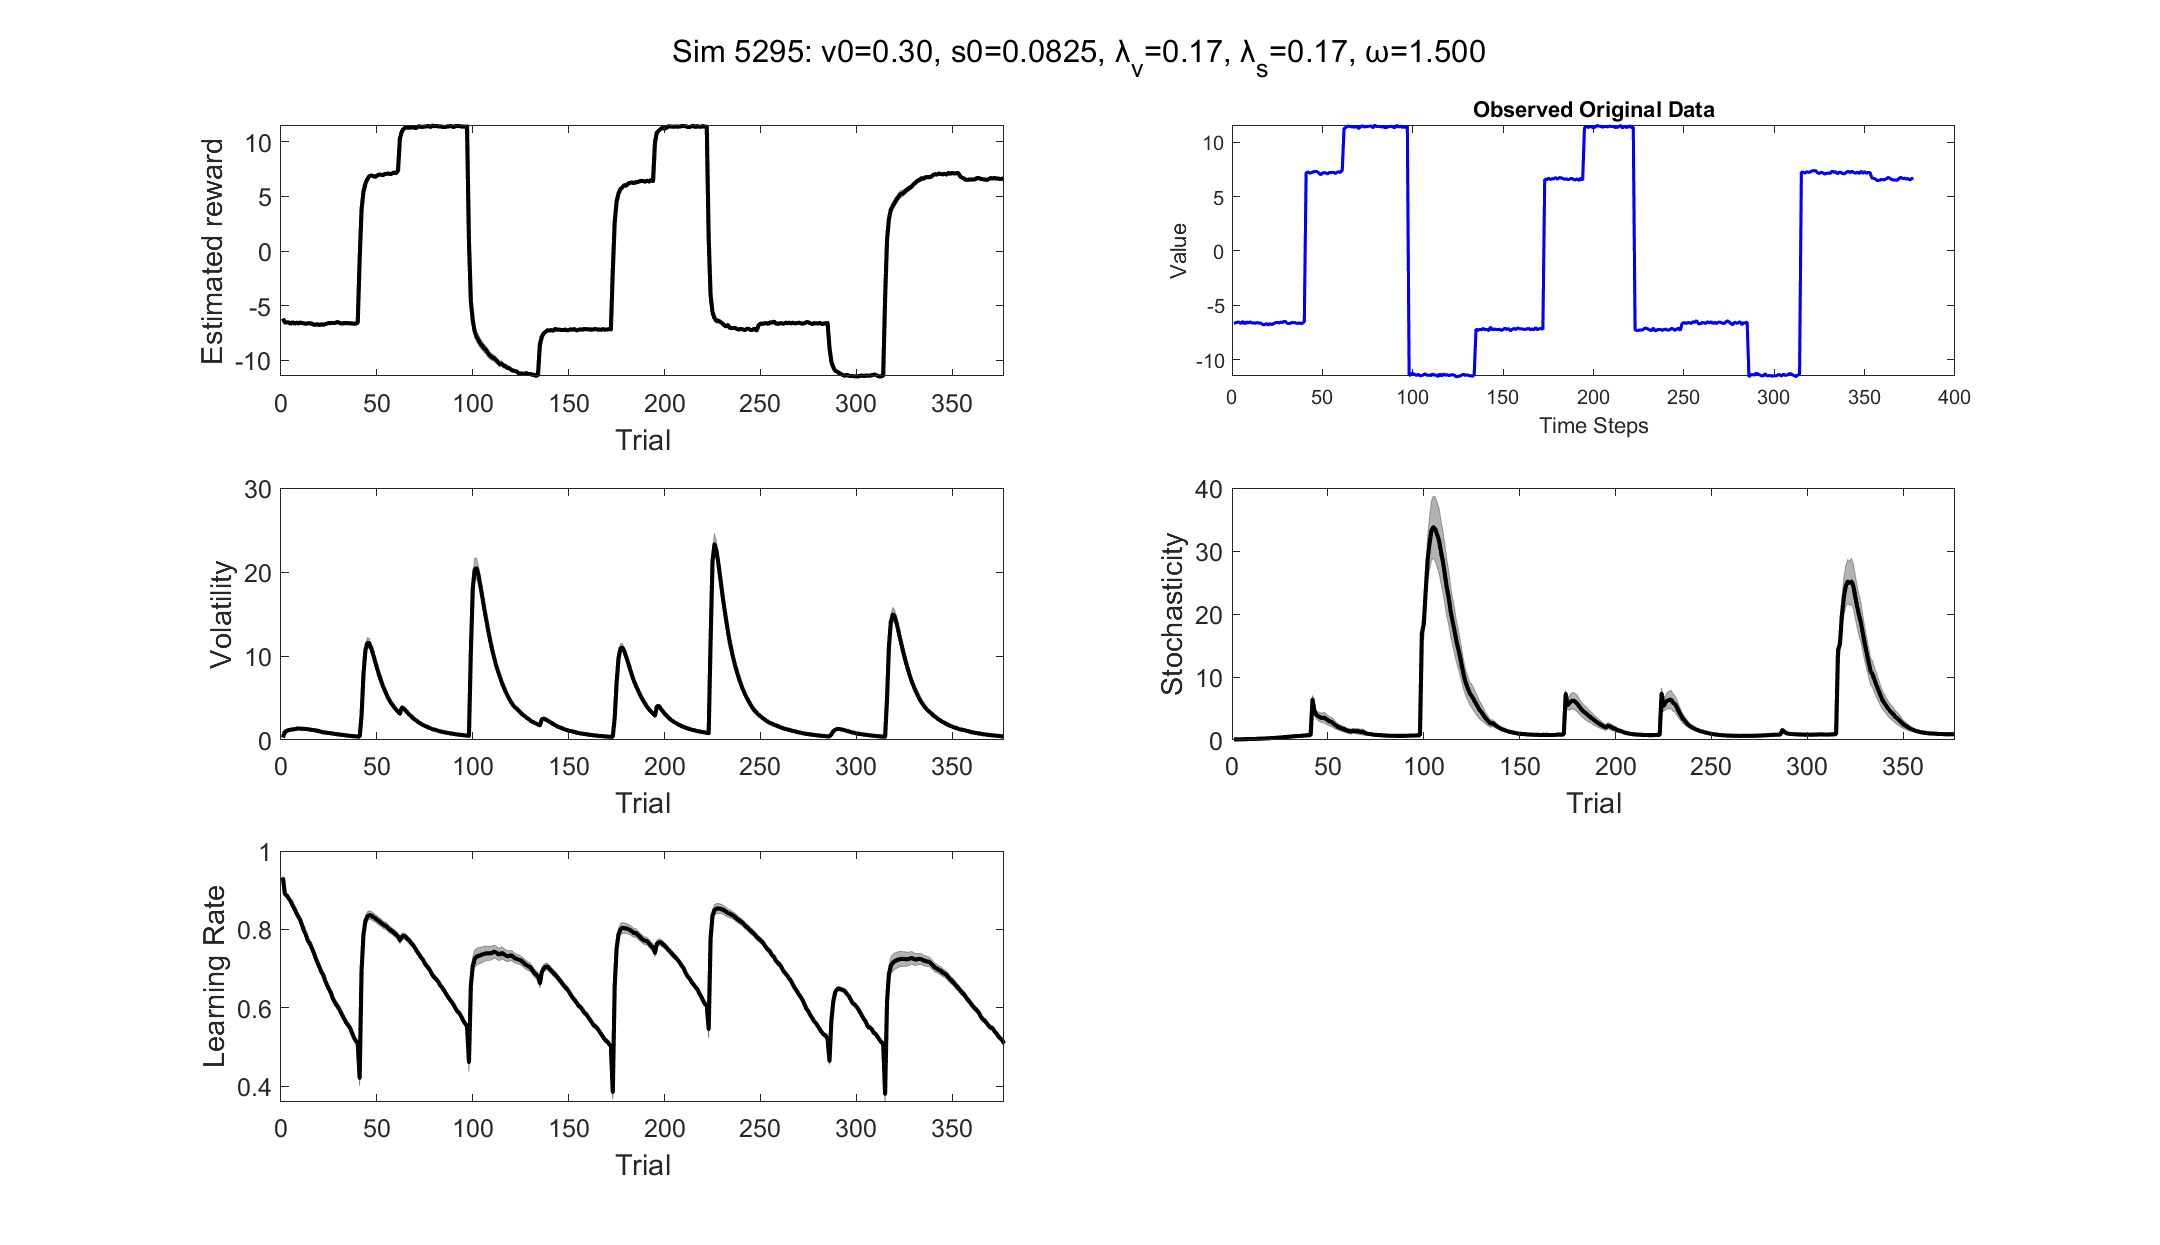 Sim 5295: v0=0.30, s0=0.0825, λ_v=0.17, λ_s=0.17, ω=1.500
Estimated reward
10
5
0
-5
-10
0 50 100 150 200 250 300 350
Trial
Observed Original Data
Value
10
5
0
-5
-10
0 50 100 150 200 250 300 350 400
Time Steps
Volatility
30
20
10
0
0 50 100 150 200 250 300 350
Trial
Stochasticity
40
30
20
10
0
0 50 100 150 200 250 300 350
Trial
Learning Rate
1
0.8
0.6
0.4
0 50 100 150 200 250 300 350
Trial